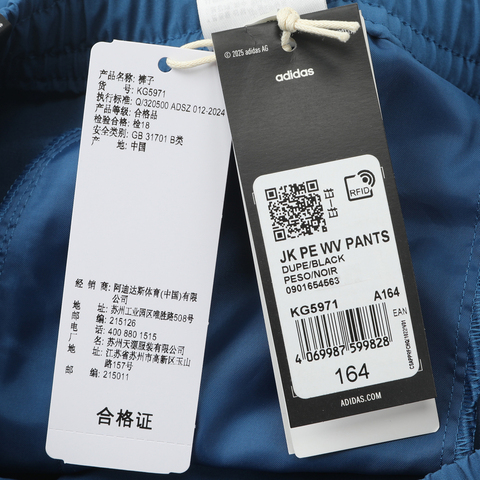 产品名称: 裤子
货 号: KG5971
执行标准: Q/320500 ADSZ 012-2024
产品等级: 合格品
检验合格: 检18
安全类别: GB 31701 B类
产 地: 中国
经 销 商: 阿迪达斯体育(中国)有限
公司
地 址: 苏州工业园区唯胜路508号
邮 编: 215126
电 话: 400 880 1515
制 造 商: 苏州天源服装有限公司
地 址: 江苏省苏州市高新区玉山
路157号
邮 编: 215011
合格证
© 2025 adidas AG
adidas
RFID
JK PE WV PANTS
DUPE/BLACK
PESO/NOIR
0901654563
KG5971
A164
EAN
4 069987 599828
164
ADIDAS.COM